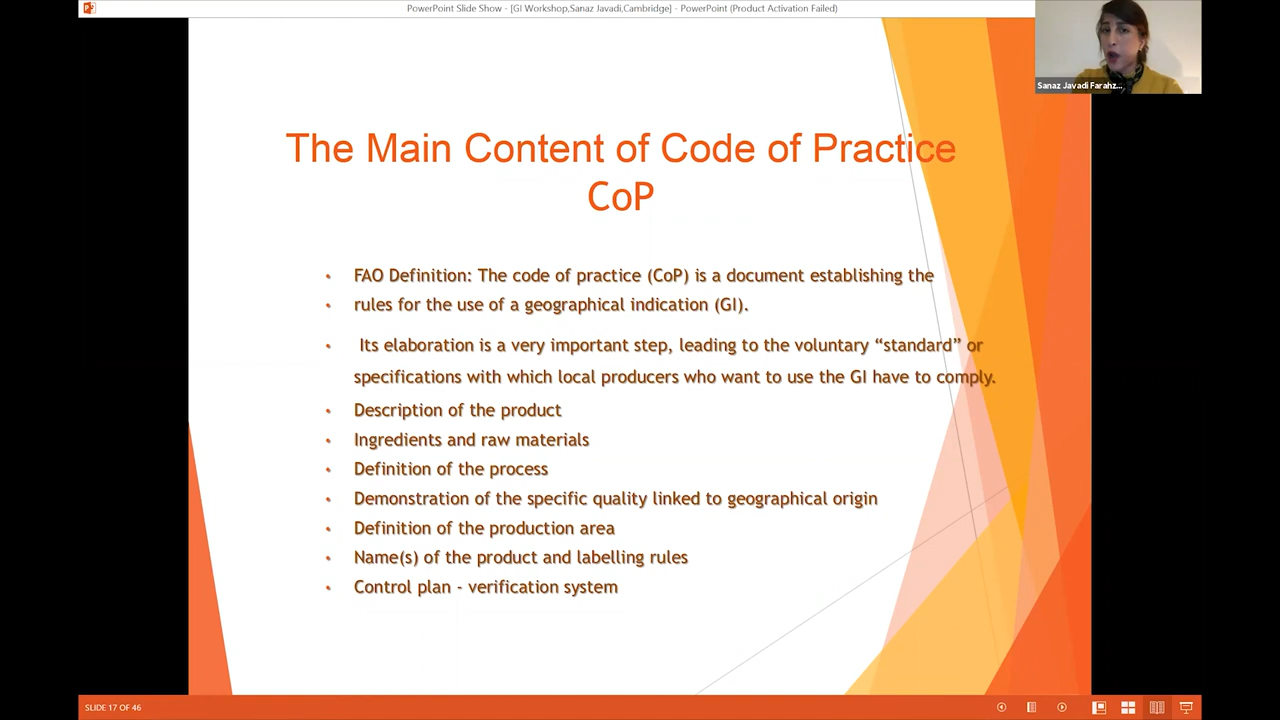 PowerPoint Slide Show - [GI Workshop,Sanaz Javadi,Cambridge] - PowerPoint (Product Activation Failed)
Sanaz Javadi Farahz...
The Main Content of Code of Practice
CoP
• FAO Definition: The code of practice (CoP) is a document establishing the
• rules for the use of a geographical indication (GI).
• Its elaboration is a very important step, leading to the voluntary “standard” or
specifications with which local producers who want to use the GI have to comply.
• Description of the product
• Ingredients and raw materials
• Definition of the process
• Demonstration of the specific quality linked to geographical origin
• Definition of the production area
• Name(s) of the product and labelling rules
• Control plan - verification system
SLIDE 17 OF 46